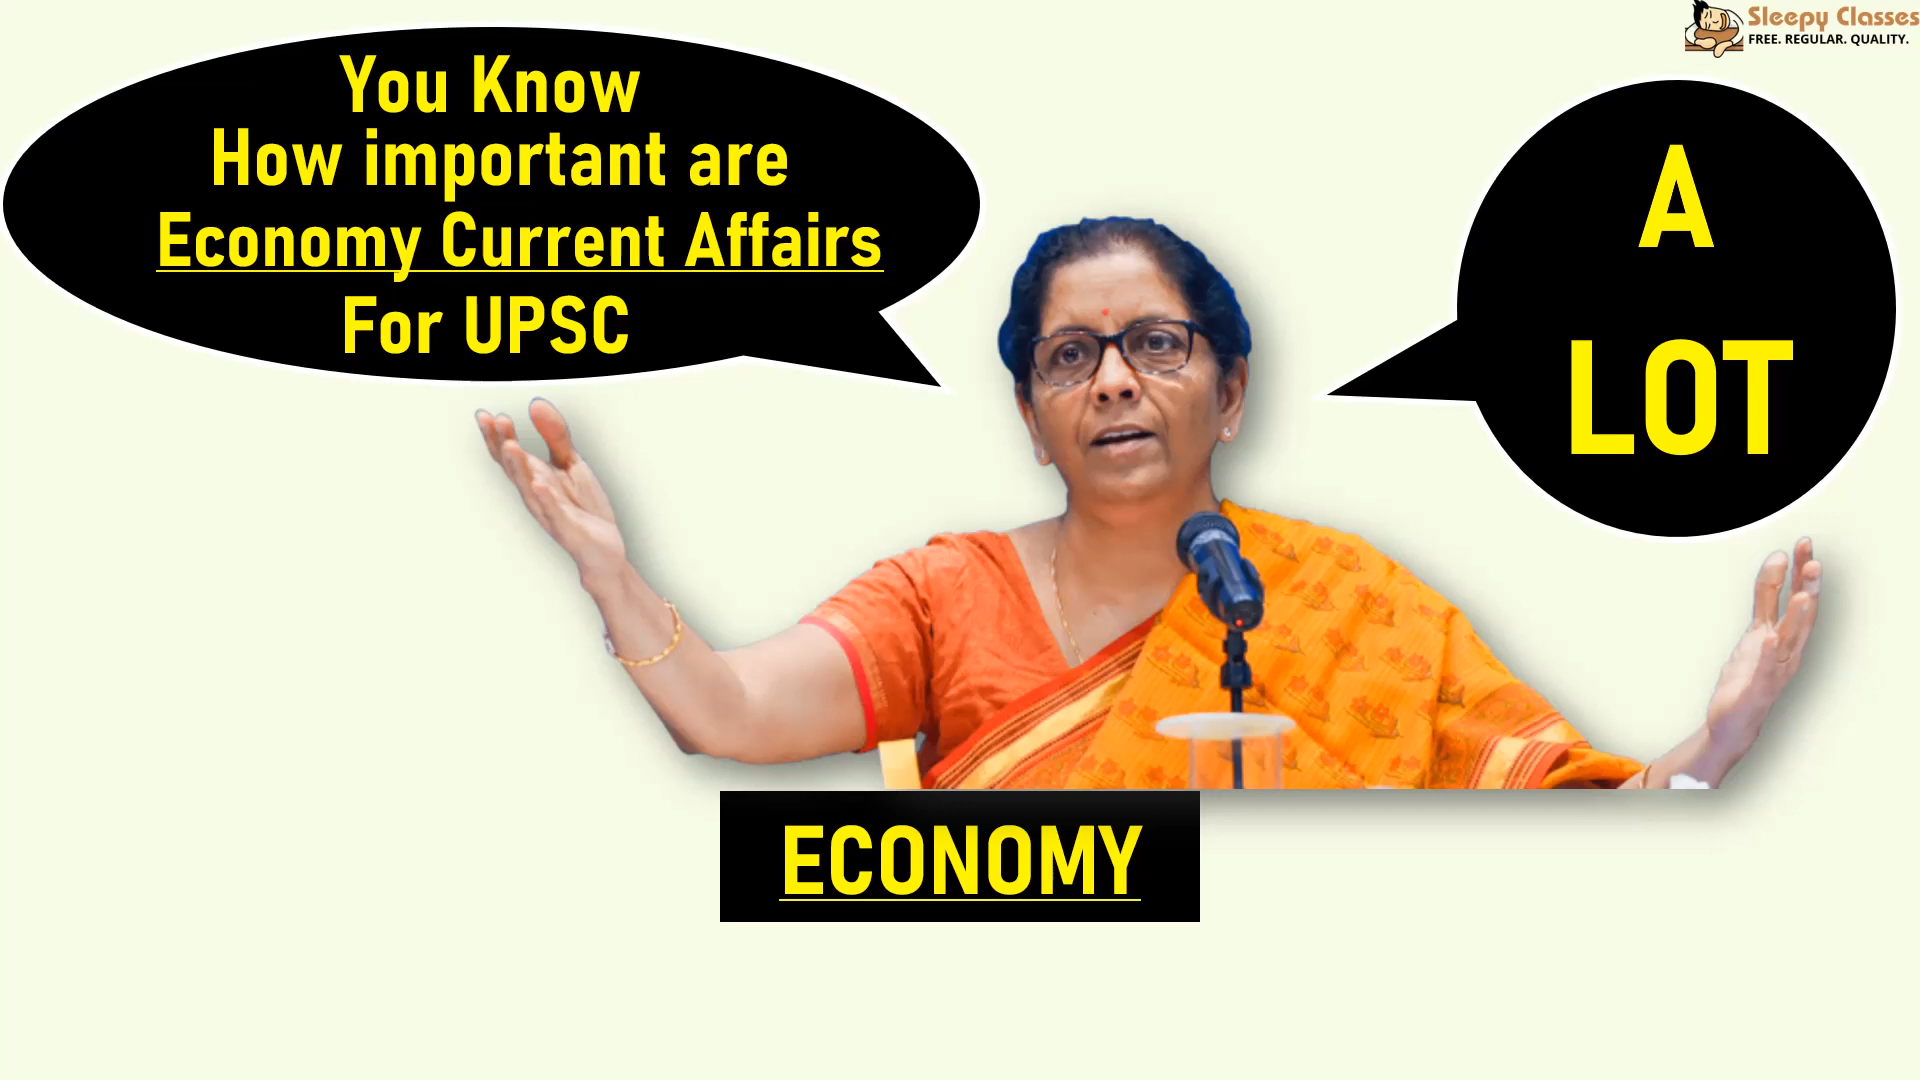 You Know
How important are
Economy Current Affairs
For UPSC
A
LOT
Sleepy Classes
FREE. REGULAR. QUALITY.
ECONOMY